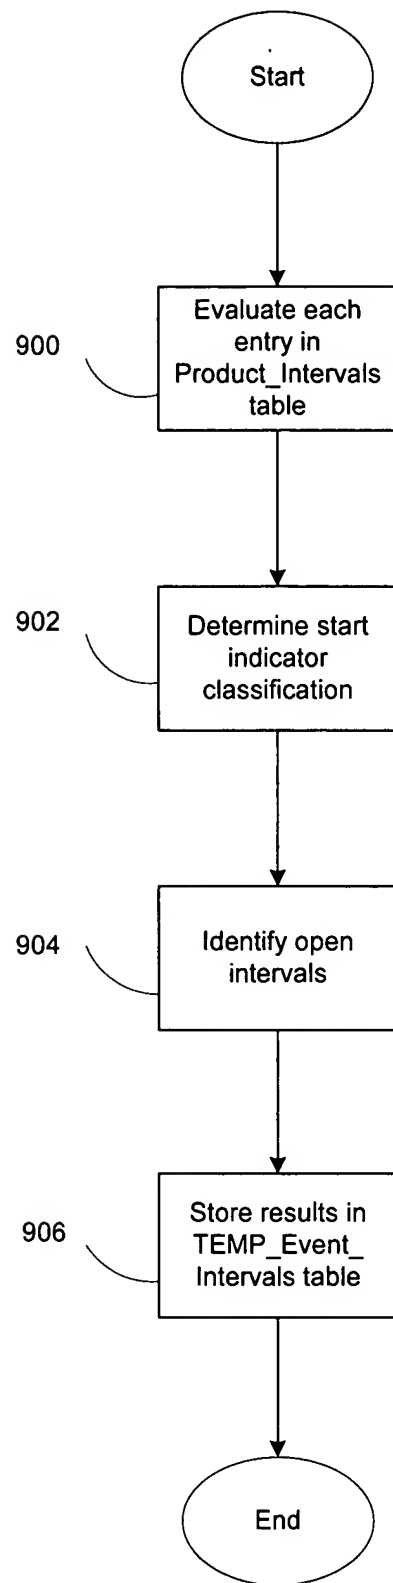 Start
900
Evaluate each
entry in
Product_Intervals
table
902
Determine start
indicator
classification
904
Identify open
intervals
906
Store results in
TEMP_Event_
Intervals table
End